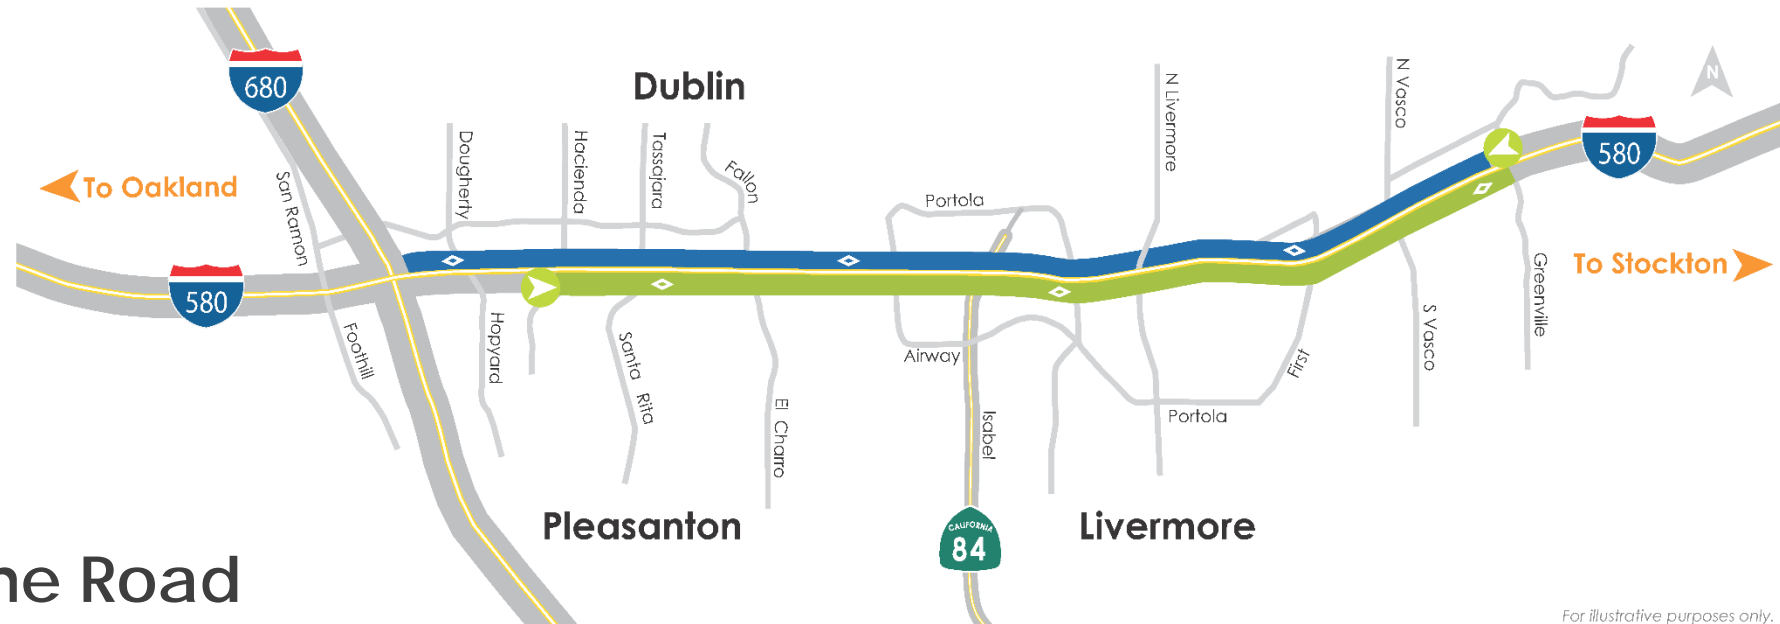 680
Dublin
N
N Vasco
N Livermore
Dougherty
Hacienda
Tassajara
Fallon
580
To Oakland
San Ramon
Portola
To Stockton
580
Greenville
Foothill
Hopyard
Santa Rita
Airway
First
S Vasco
El Charro
Isabel
Portola
Pleasanton
CALIFORNIA
84
Livermore
ne Road
For illustrative purposes only.